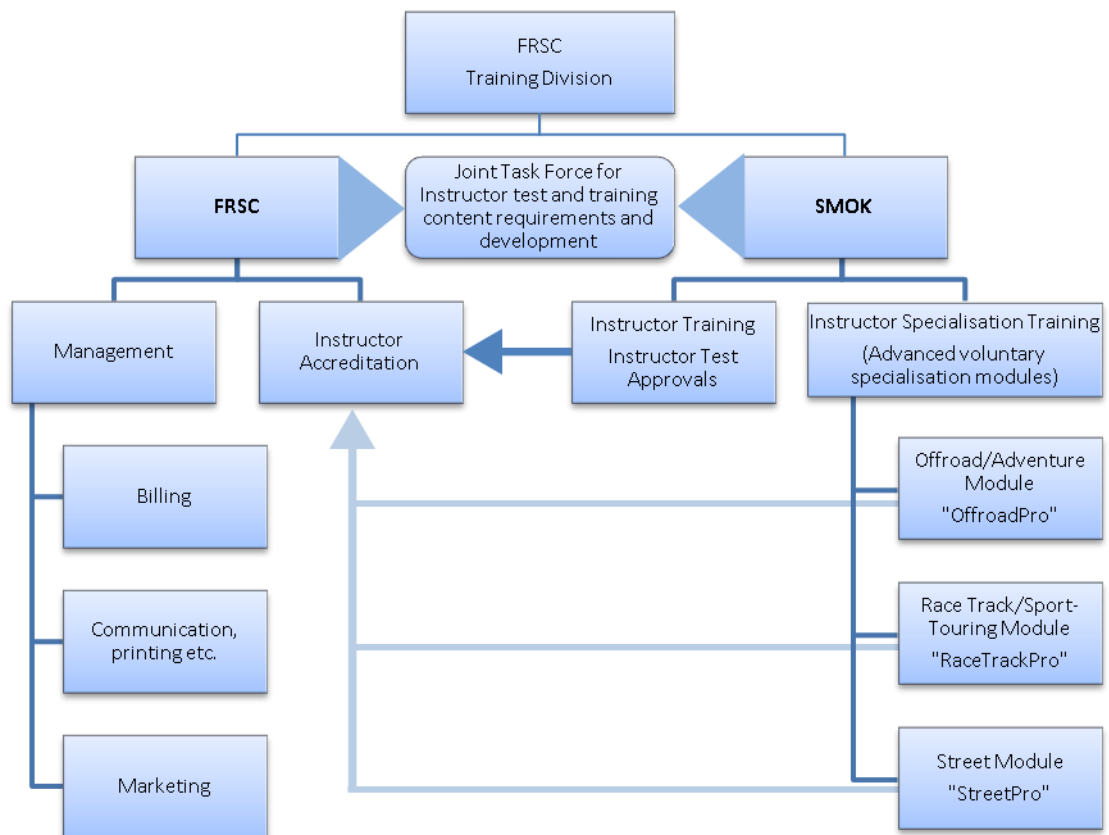 FRSC
Training Division
FRSC
Joint Task Force for
Instructor test and training
content requirements and
development
SMOK
Management
Instructor
Accreditation
Instructor Training
Instructor Test
Approvals
Instructor Specialisation Training
(Advanced voluntary
specialisation modules)
Billing
Communication,
printing etc.
Marketing
Offroad/Adventure
Module
"OffroadPro"
Race Track/Sport-
Touring Module
"RaceTrackPro"
Street Module
"StreetPro"